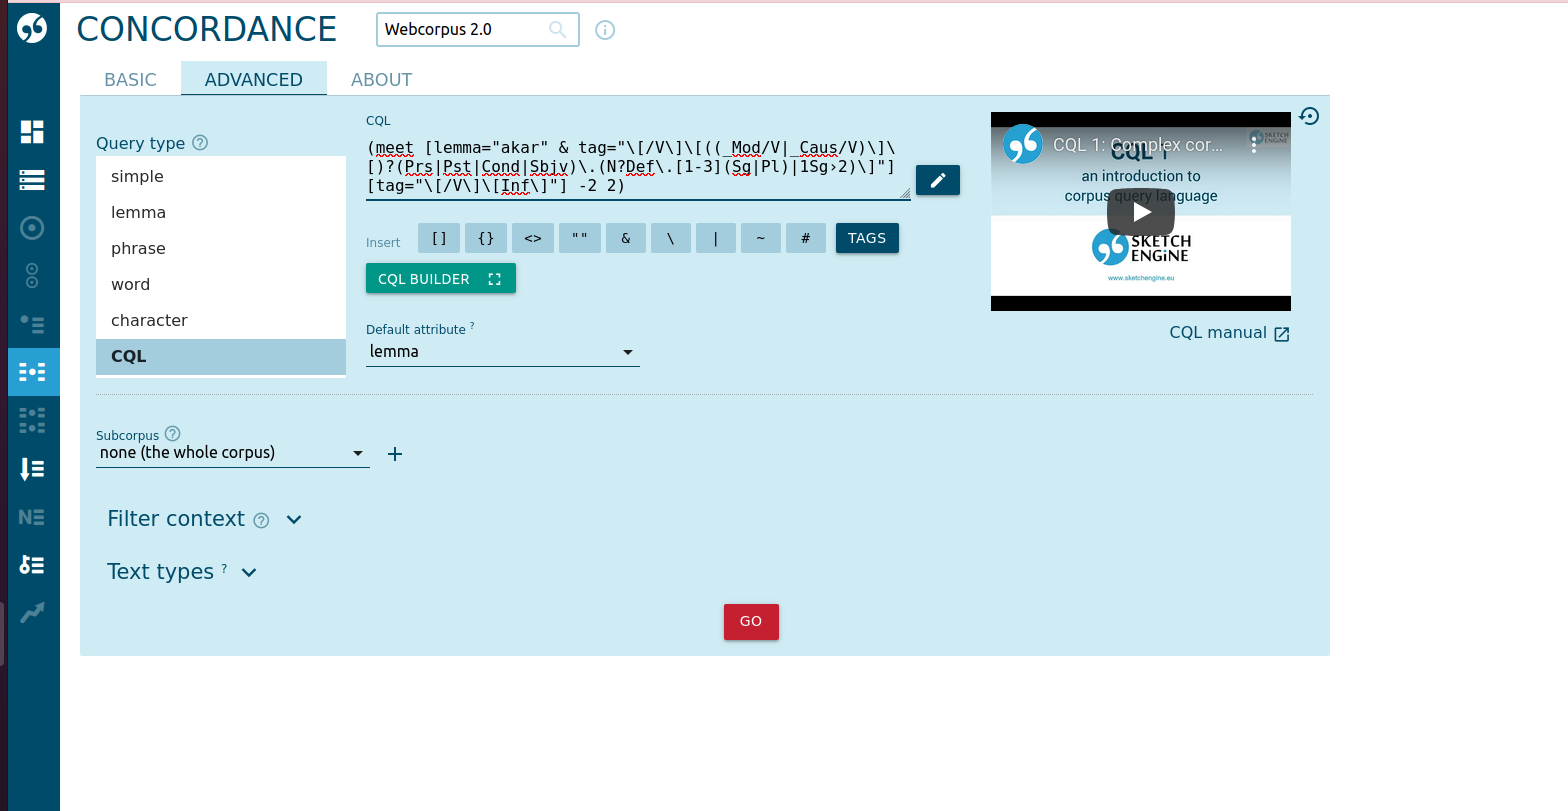 CONCORDANCE
Webcorpus 2.0
BASIC
ADVANCED
ABOUT
Query type ?
simple
lemma
phrase
word
character
CQL
CQL
(meet [lemma="akar" & tag="\[/V\]\[((_Mod/V|_Caus/V)\]\
[)?(Prs|Pst|Cond|Sbjv)\.(N?Def\.[1-3](Sg|Pl)|1Sg›2)\]"]
[tag="\[/V\]\[Inf\]"] -2 2)
Insert
[]
{}
<>
""
&
\
|
~
#
TAGS
CQL BUILDER
Default attribute ?
lemma
CQL 1: Complex cor...
CQL 1
an introduction to
corpus query language
SKETCH
ENGINE
SKETCH
ENGINE
www.sketchengine.eu
CQL manual
Subcorpus ?
none (the whole corpus)
+
Filter context ?
Text types ?
GO